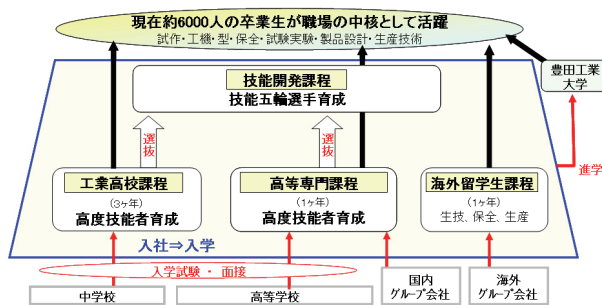 現在約6000人の卒業生が職場の中核として活躍
試作・工機・型・保全・試験実験・製品設計・生産技術
豊田工業
大学
技能開発課程
技能五輪選手育成
選抜
選抜
進学
工業高校課程
(3ヶ年)
高度技能者育成
高等専門課程
(1ヶ年)
高度技能者育成
海外留学生課程
(1ヶ年)
生技、保全、生産
入社⇒入学
入学試験・面接
中学校
高等学校
国内
グループ会社
海外
グループ会社